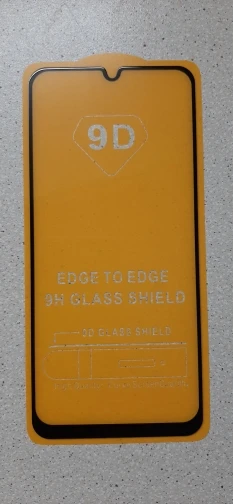 9D
EDGE TO EDGE
9H GLASS SHIELD
3D GLASS SHIELD